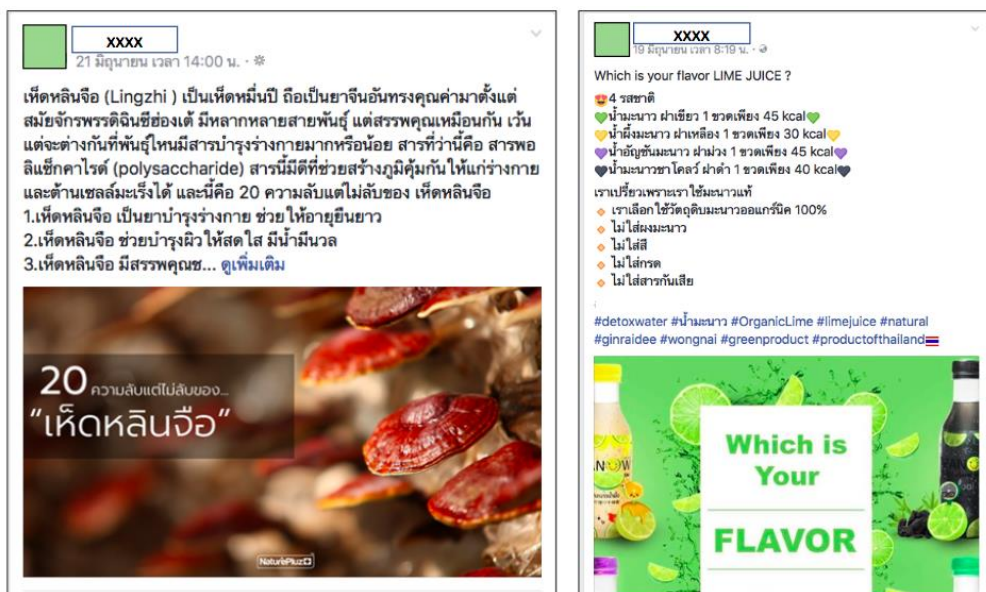 XXXX
21 มิถุนายน เวลา 14:00 น. ·
เห็ดหลินจือ (Lingzhi ) เป็นเห็ดหมื่นปี ถือเป็นยาจีนอันทรงคุณค่ามาตั้งแต่
สมัยจักรพรรดิฉินซีฮ่องเต้ มีหลากหลายสายพันธุ์ แต่สรรพคุณเหมือนกัน เว้น
แต่จะต่างกันที่พันธุ์ไหนมีสารบำรุงร่างกายมากหรือน้อย สารที่ว่านี้คือ สารพอ
ลิแซ็กคาไรด์ (polysaccharide) สารนี้มีดีที่ช่วยสร้างภูมิคุ้มกันให้แก่ร่างกาย
และต้านเซลล์มะเร็งได้ และนี่คือ 20 ความลับแต่ไม่ลับของ เห็ดหลินจือ
1.เห็ดหลินจือ เป็นยาบำรุงร่างกาย ช่วยให้อายุยืนยาว
2.เห็ดหลินจือ ช่วยบำรุงผิวให้สดใส มีน้ำมีนวล
3.เห็ดหลินจือ มีสรรพคุณช... ดูเพิ่มเติม
20 ความลับแต่ไม่ลับของ...
“เห็ดหลินจือ”
NaturePluz
XXXX
19 มิถุนายน เวลา 8:19 น. ·
Which is your flavor LIME JUICE ?
4 รสชาติ
น้ำมะนาว ฝาเขียว 1 ขวดเพียง 45 kcal
น้ำผึ้งมะนาว ฝาเหลือง 1 ขวดเพียง 30 kcal
น้ำอัญชันมะนาว ฝาม่วง 1 ขวดเพียง 45 kcal
น้ำมะนาวชาโคลว์ ฝาดำ 1 ขวดเพียง 40 kcal
เราเปรี้ยวเพราะเราใช้มะนาวแท้
เราเลือกใช้วัตถุดิบมะนาวออแกร์นิค 100%
ไม่ใส่ผงมะนาว
ไม่ใส่สี
ไม่ใส่กรด
ไม่ใส่สารกันเสีย
#detoxwater #น้ำมะนาว #OrganicLime #limejuice #natural
#ginraidee #wongnai #greenproduct #productofthailand
Which is
Your
FLAVOR